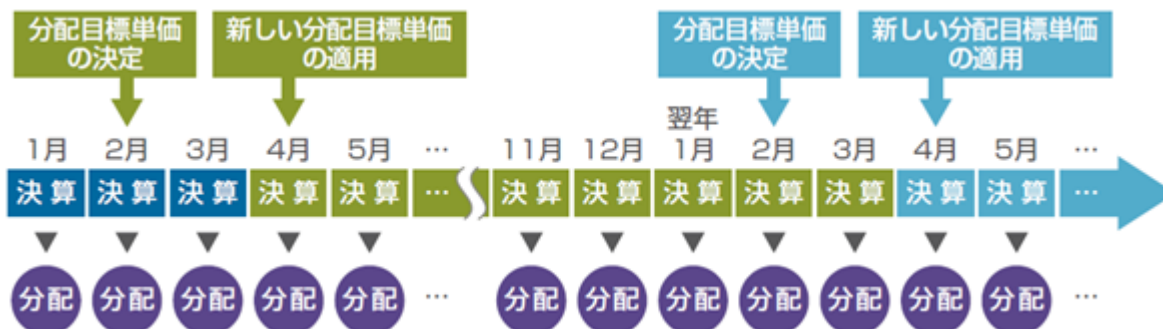 分配目標単価
の決定
新しい分配目標単価
の適用
分配目標単価
の決定
新しい分配目標単価
の適用
翌年
1月 2月 3月 4月 5月 … 11月 12月 1月 2月 3月 4月 5月 …
決算 決算 決算 決算 決算 … 決算 決算 決算 決算 決算 決算 決算 …
分配 分配 分配 分配 分配 … 分配 分配 分配 分配 分配 分配 分配 …